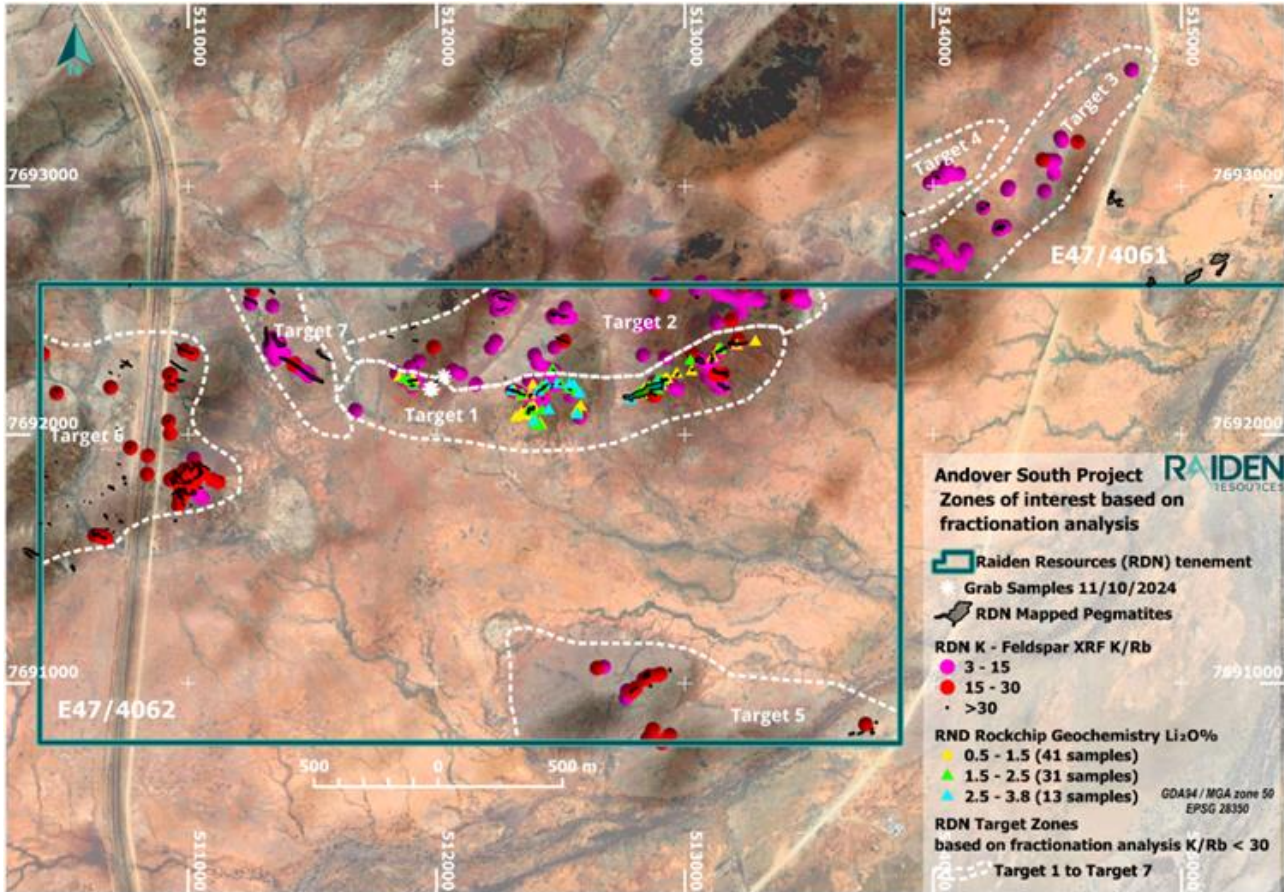 511000
512000
513000
514000
515000
Target 3
Target 4
7693000
7693000
E47/4061
Target 7
Target 2
Target 1
Target 6
7692000
7692000
7691000
7691000
E47/4062
Target 5
500
0
500 m
511000
512000
513000
Andover South Project
RAIDEN
RESOURCES
Zones of interest based on
fractionation analysis
Raiden Resources (RDN) tenement
Grab Samples 11/10/2024
RDN Mapped Pegmatites
RDN K - Feldspar XRF K/Rb
3 - 15
15 - 30
>30
RND Rockchip Geochemistry Li₂O%
0.5 - 1.5 (41 samples)
1.5 - 2.5 (31 samples)
2.5 - 3.8 (13 samples)
GDA94 / MGA zone 50
EPSG 28350
RDN Target Zones
based on fractionation analysis K/Rb < 30
Target 1 to Target 7